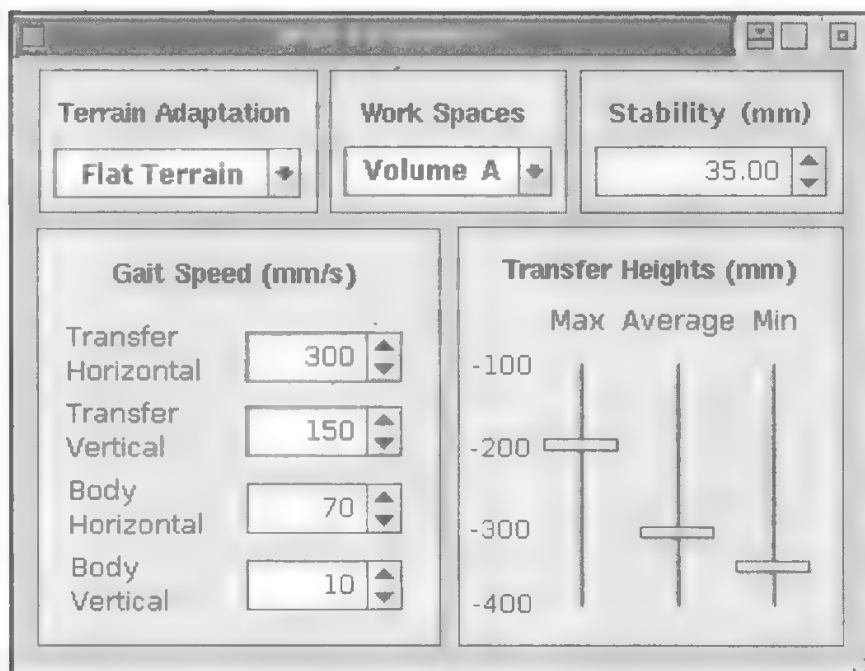 Terrain Adaptation
Flat Terrain
Work Spaces
Volume A
Stability (mm)
35.00
Gait Speed (mm/s)
Transfer
Horizontal
300
Transfer
Vertical
150
Body
Horizontal
70
Body
Vertical
10
Transfer Heights (mm)
Max Average Min
-100
-200
-300
-400